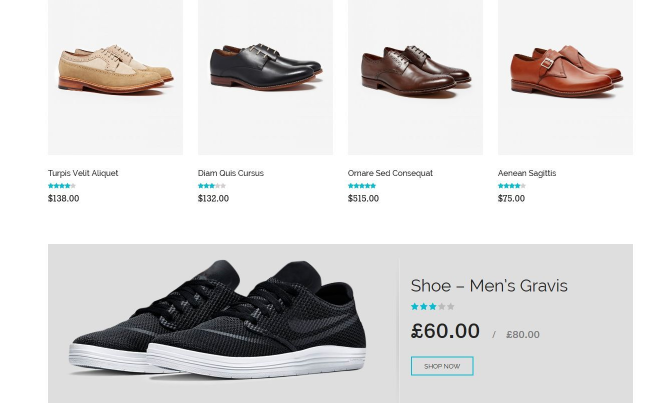 Turpis Velit Aliquet
Diam Quis Cursus
Ornare Sed Consequat
Aenean Sagittis
$138.00
$132.00
$515.00
$75.00
Shoe – Men's Gravis
£60.00 / £80.00
SHOP NOW